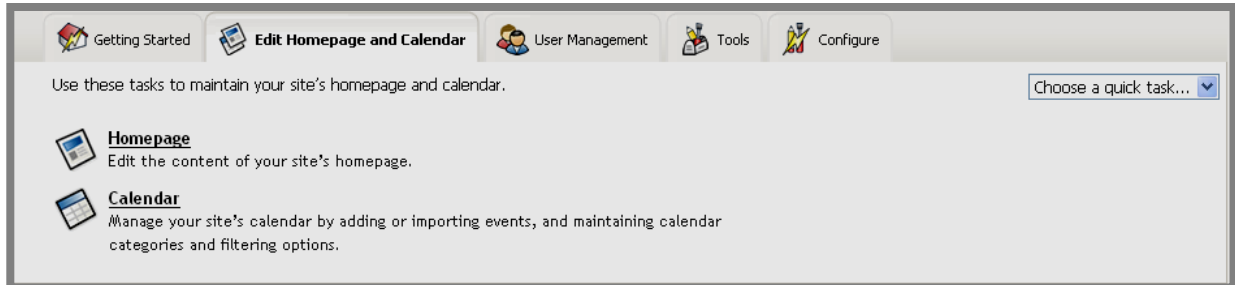 Getting Started Edit Homepage and Calendar User Management Tools Configure
Use these tasks to maintain your site's homepage and calendar. Choose a quick task...
Homepage
Edit the content of your site's homepage.
Calendar
Manage your site's calendar by adding or importing events, and maintaining calendar
categories and filtering options.